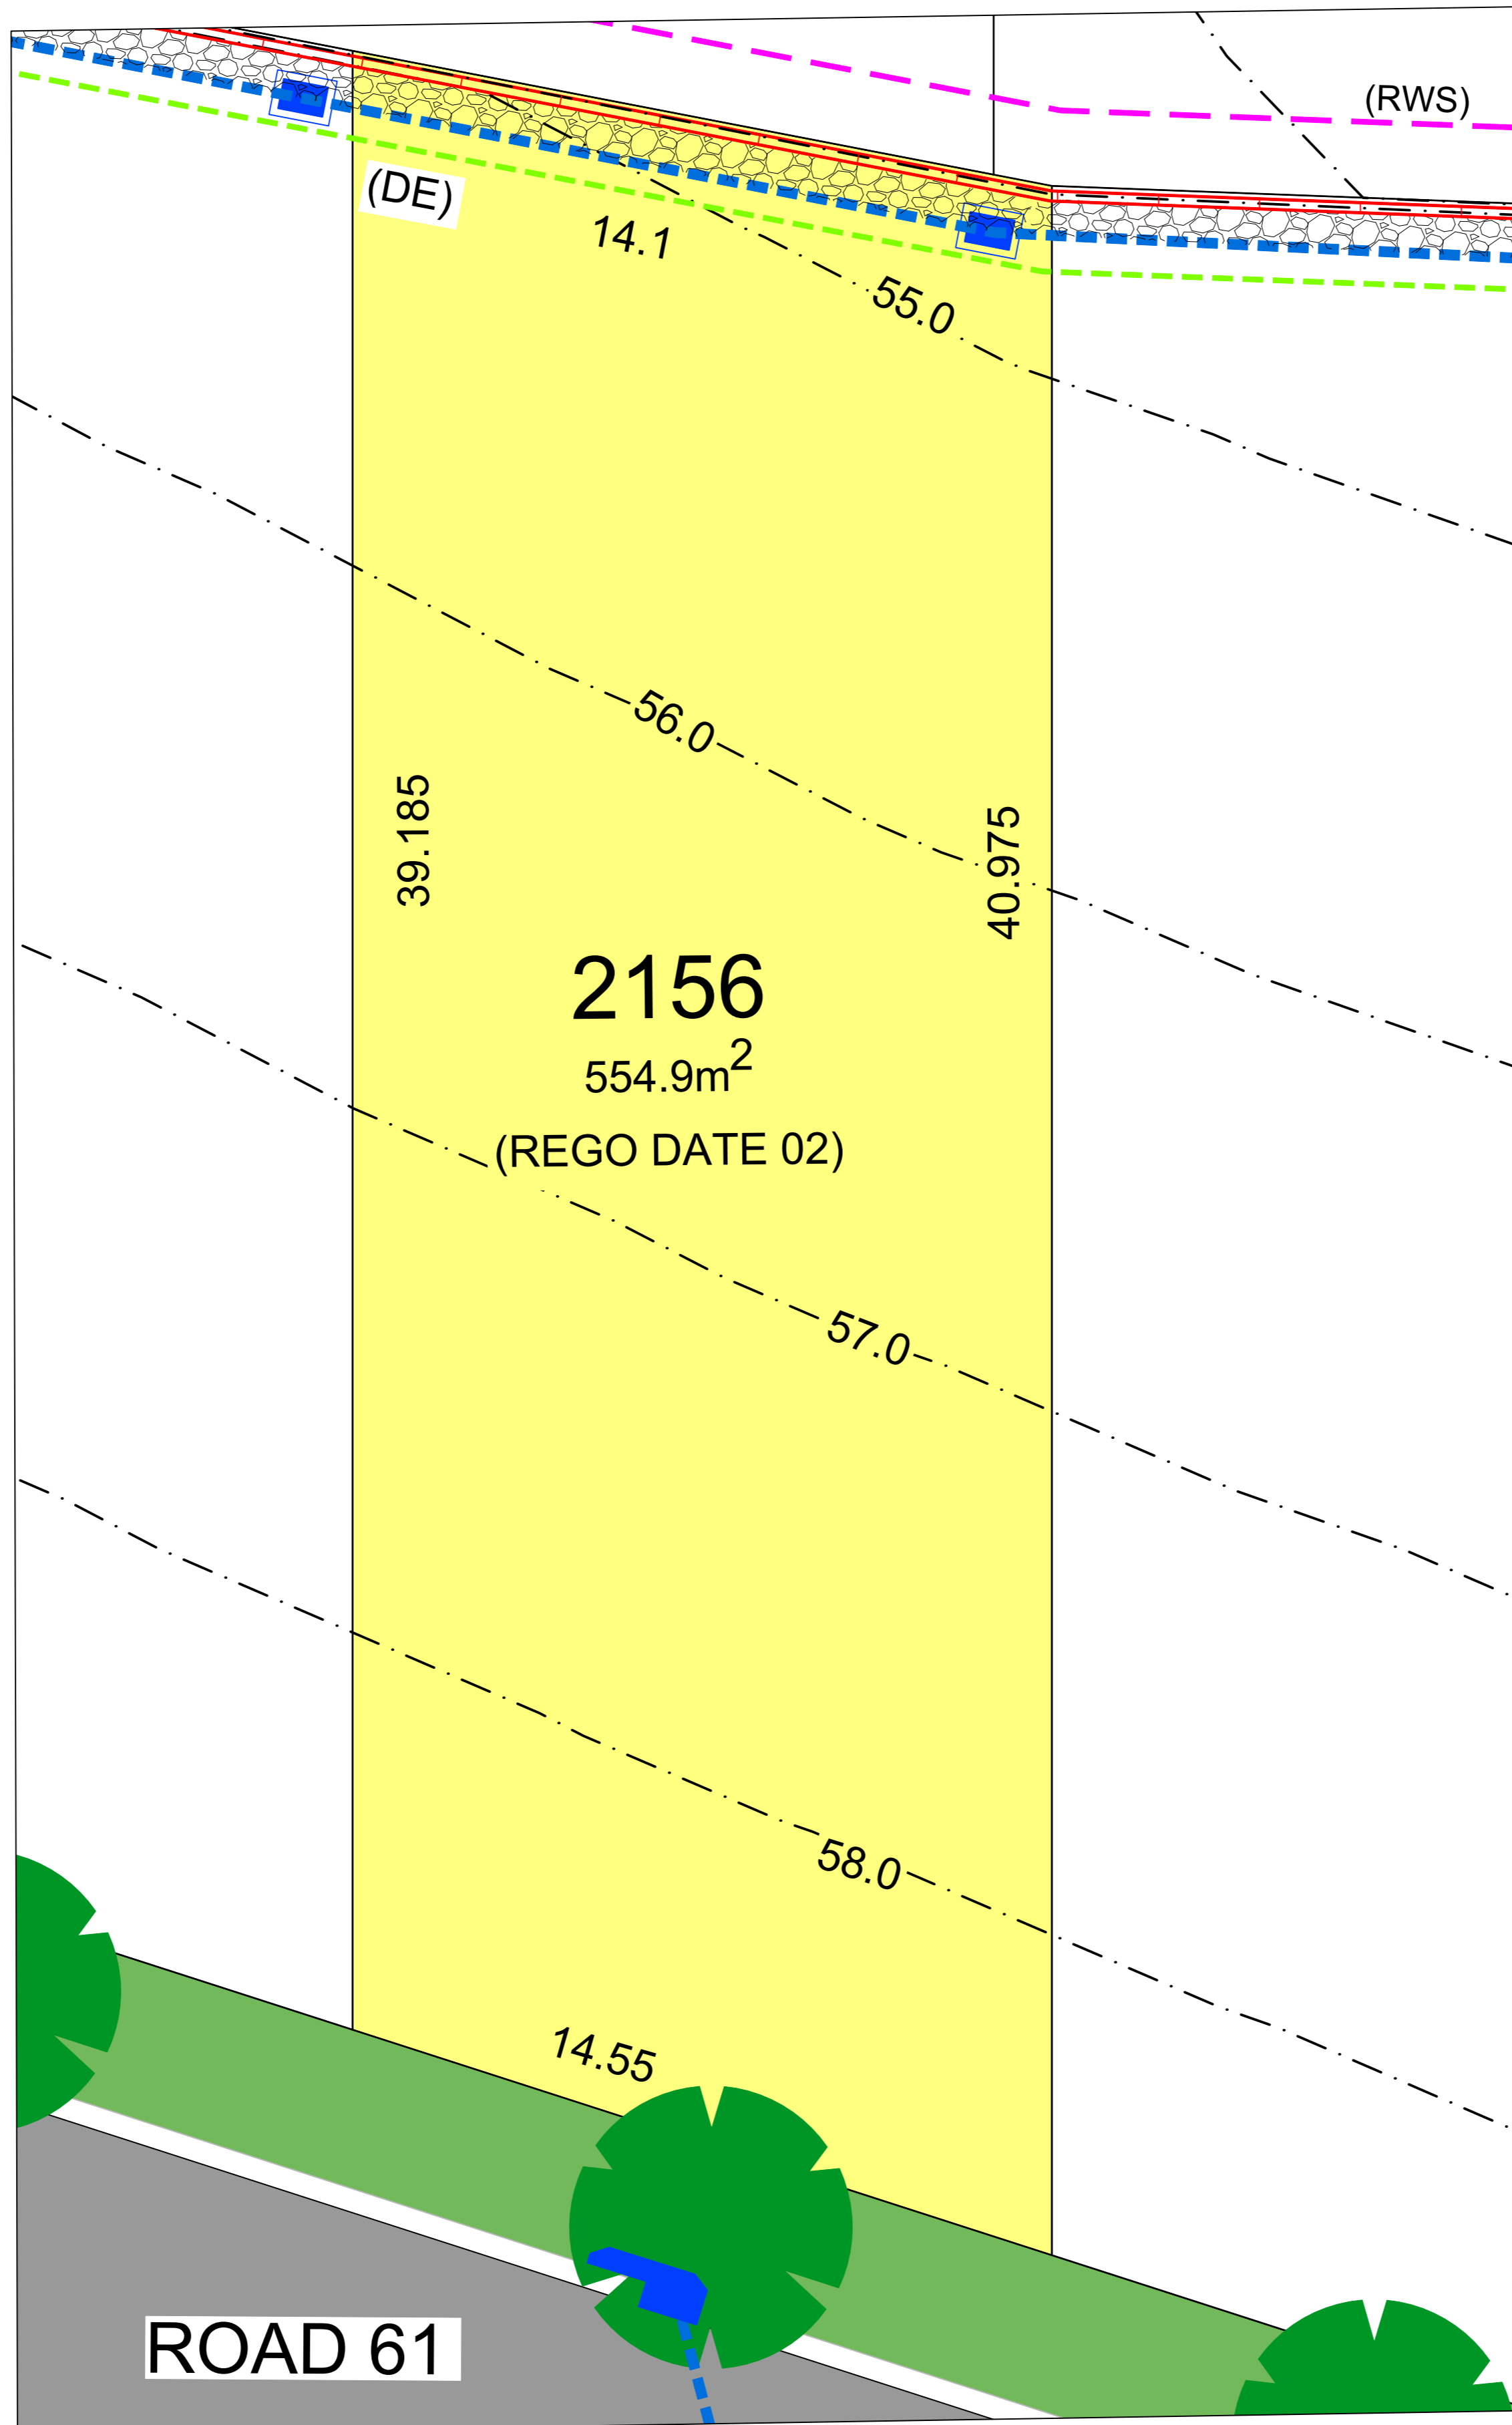 (RWS)
(DE)
14.1
55.0
56.0
39.185
40.975
2156
554.9m²
(REGO DATE 02)
57.0
58.0
14.55
ROAD 61